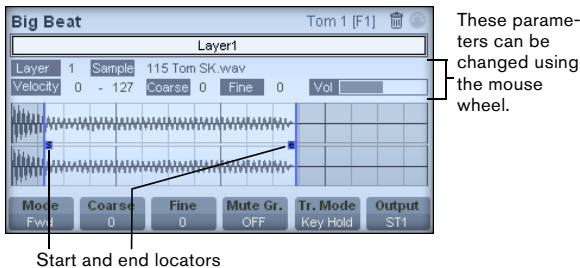 Big Beat Tom 1 [F1]
Layer1
Layer 1 Sample 115 Tom SK.wav
Velocity 0 - 127 Coarse 0 Fine 0 Vol
Mode Coarse Fine Mute Gr. Tr. Mode Output
Fwd 0 0 OFF Key Hold ST1
These parame-
ters can be
changed using
the mouse
wheel.
Start and end locators